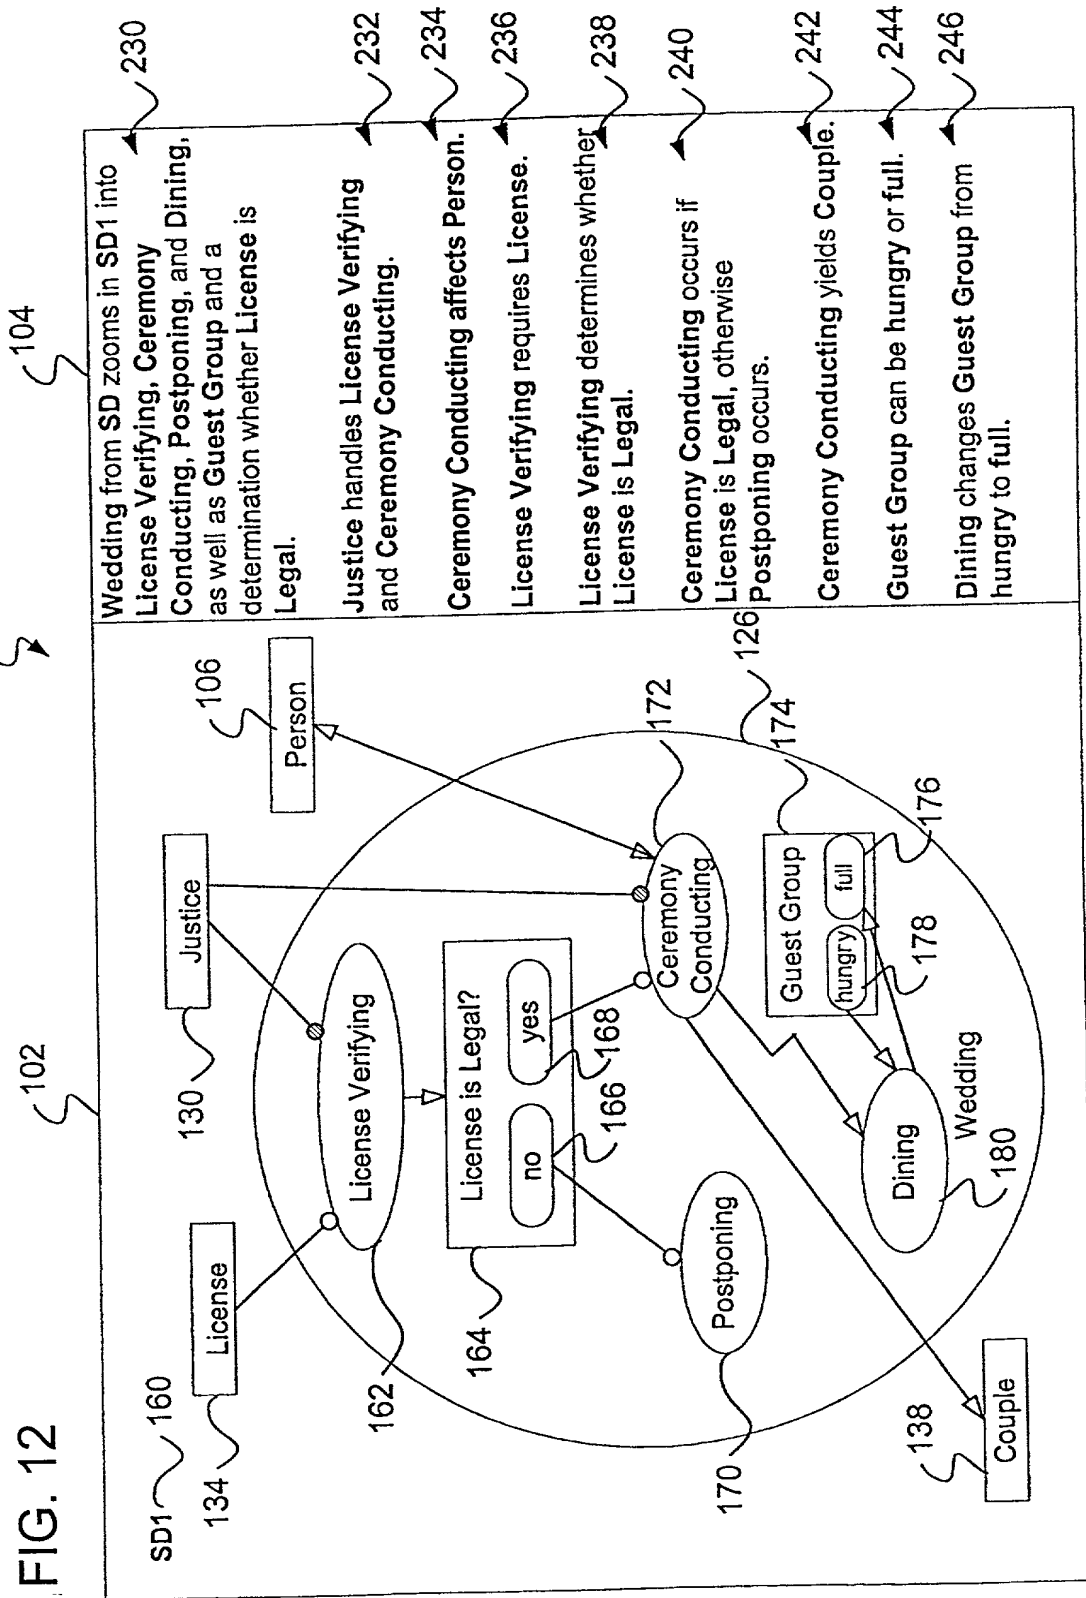 FIG. 12
102
104
SD1 160
134
License
130
Justice
106
Person
162
License Verifying
164
License is Legal?
no
yes
166
168
170
Postponing
172
Ceremony
Conducting
126
174
Guest Group
hungry
full
176
178
Dining
180
Wedding
138
Couple
Wedding from SD zooms in SD1 into
License Verifying, Ceremony
Conducting, Postponing, and Dining,
as well as Guest Group and a
determination whether License is
Legal.
230
Justice handles License Verifying
and Ceremony Conducting.
232
Ceremony Conducting affects Person.
234
License Verifying requires License.
236
License Verifying determines whether
License is Legal.
238
Ceremony Conducting occurs if
License is Legal, otherwise
Postponing occurs.
240
Ceremony Conducting yields Couple.
242
Guest Group can be hungry or full.
244
Dining changes Guest Group from
hungry to full.
246